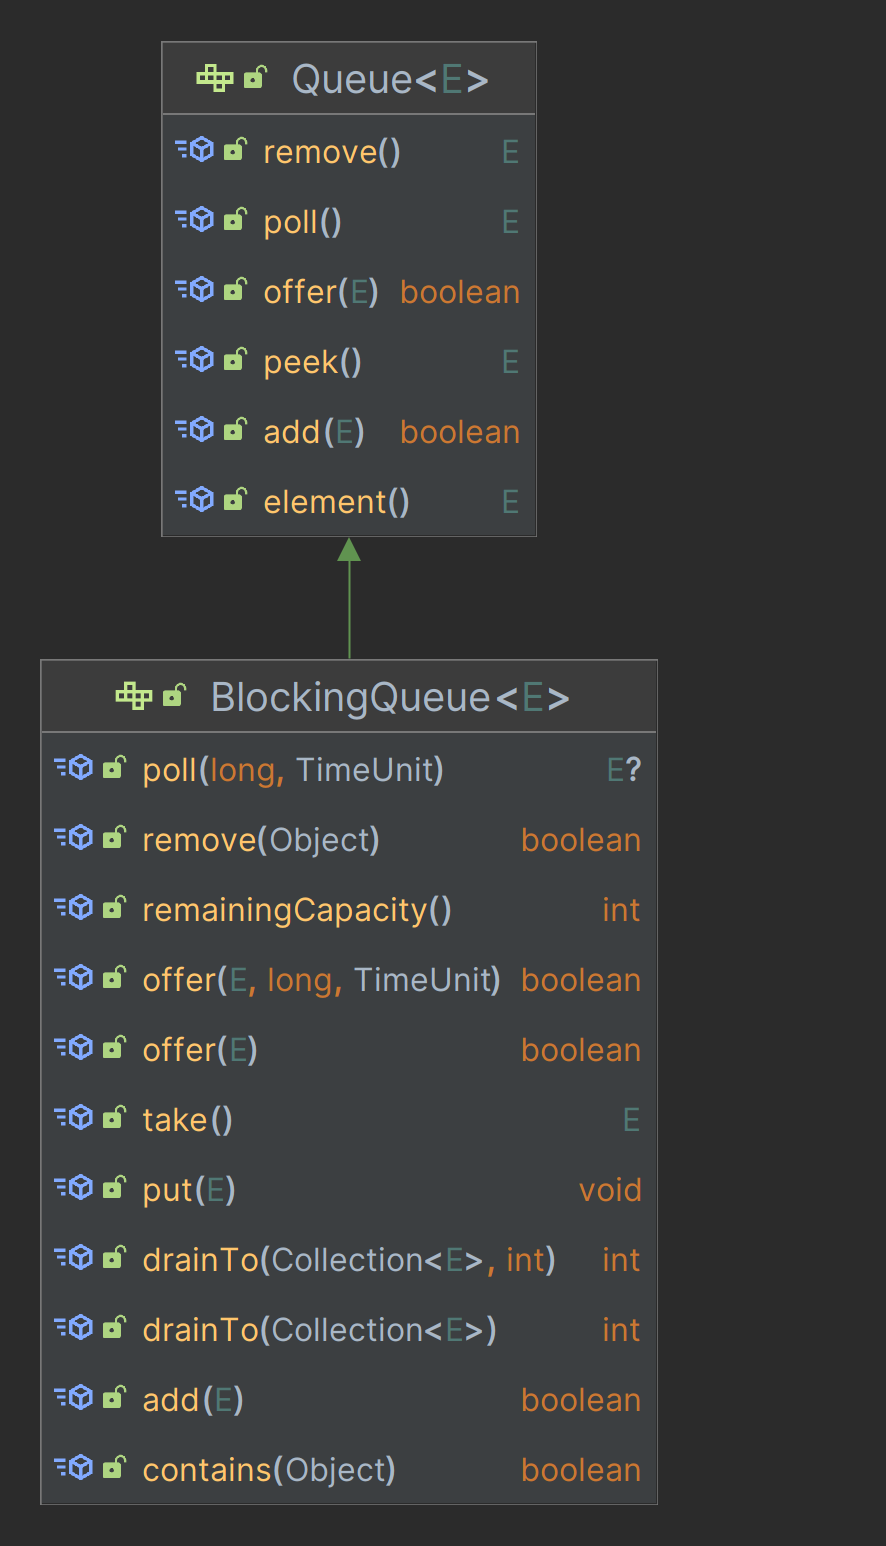 Queue<E>
remove() E
poll() E
offer(E) boolean
peek() E
add(E) boolean
element() E
BlockingQueue<E>
poll(long, TimeUnit) E?
remove(Object) boolean
remainingCapacity() int
offer(E, long, TimeUnit) boolean
offer(E) boolean
take() E
put(E) void
drainTo(Collection<E>, int) int
drainTo(Collection<E>) int
add(E) boolean
contains(Object) boolean